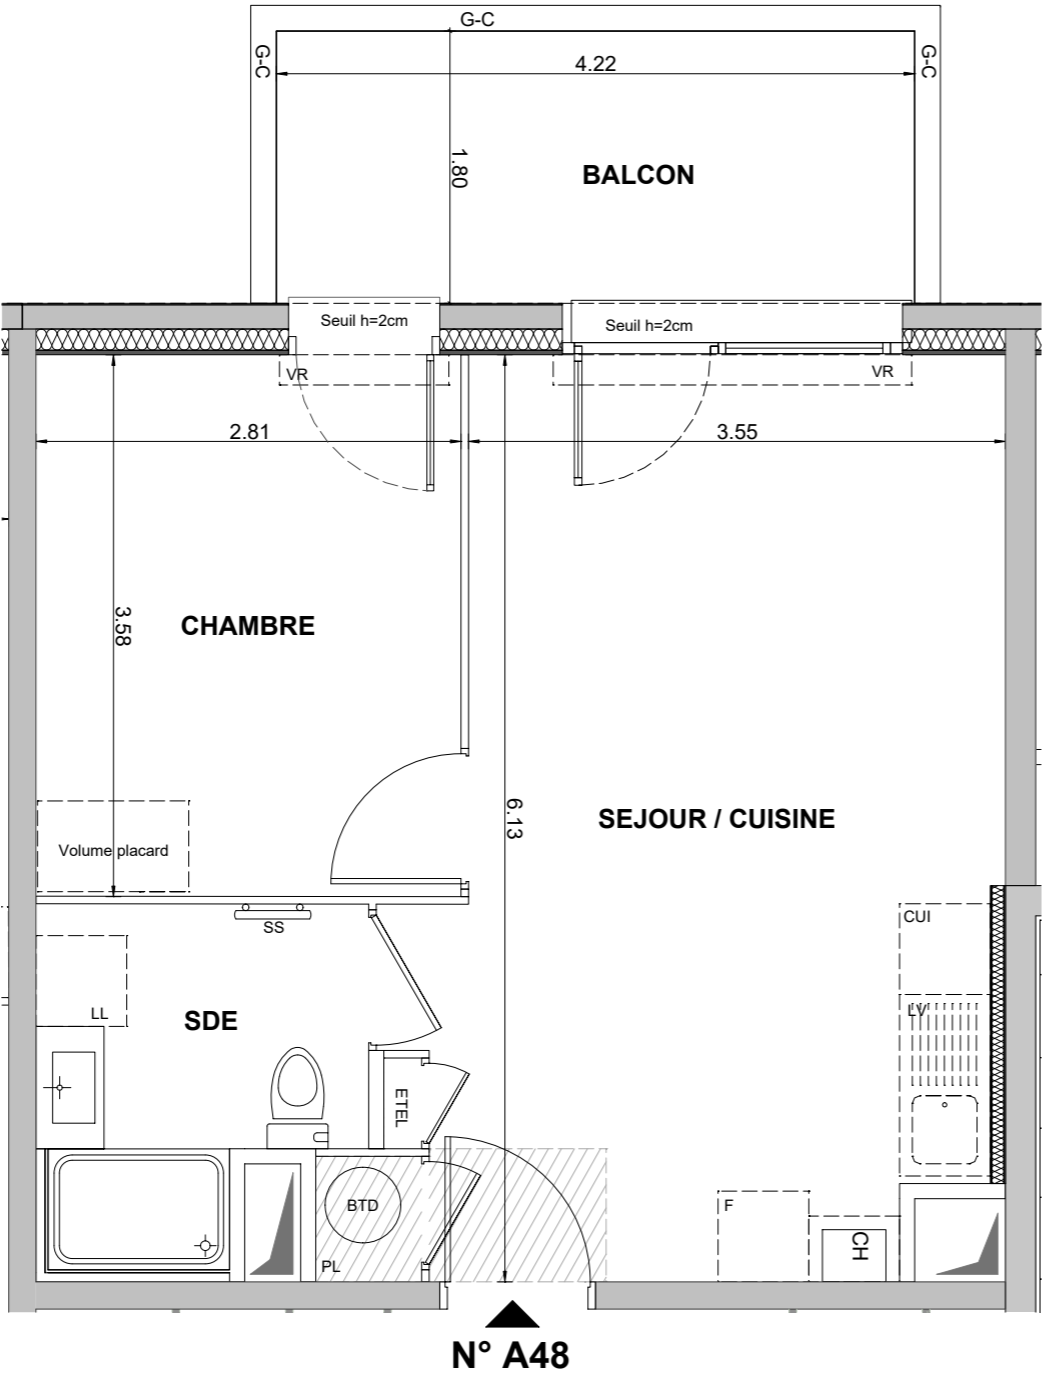 G-C
G-C
G-C
4.22
1.80
BALCON
Seuil h=2cm
Seuil h=2cm
VR
VR
2.81
3.55
3.58
CHAMBRE
6.13
SEJOUR / CUISINE
Volume placard
SS
CUI
LL
SDE
LV
ETEL
BTD
F
CH
PL
N° A48